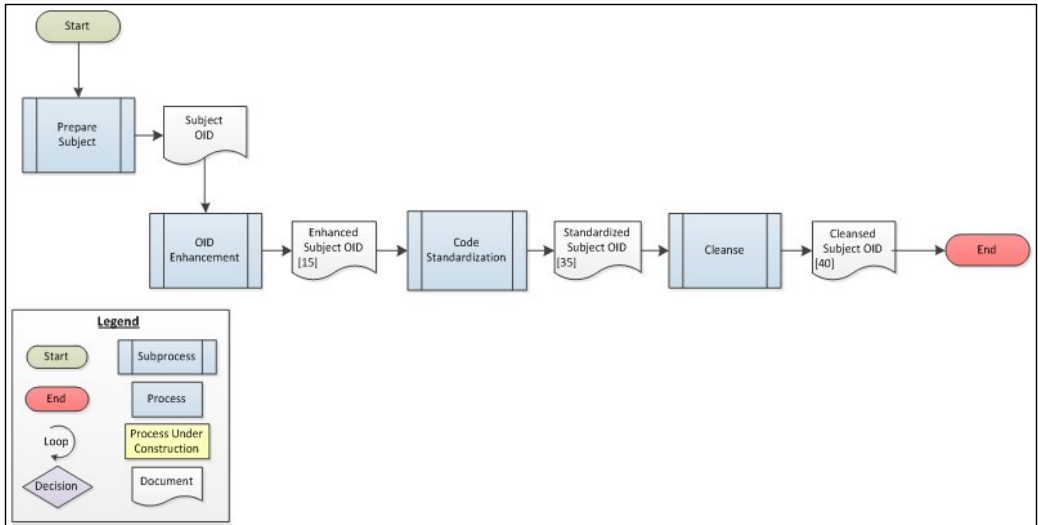 Start
Prepare
Subject
Subject
OID
OID
Enhancement
Enhanced
Subject OID
[15]
Code
Standardization
Standardized
Subject OID
[35]
Cleanse
Cleansed
Subject OID
[40]
End
Legend
Start
Subprocess
End
Process
Loop
Process Under
Construction
Decision
Document